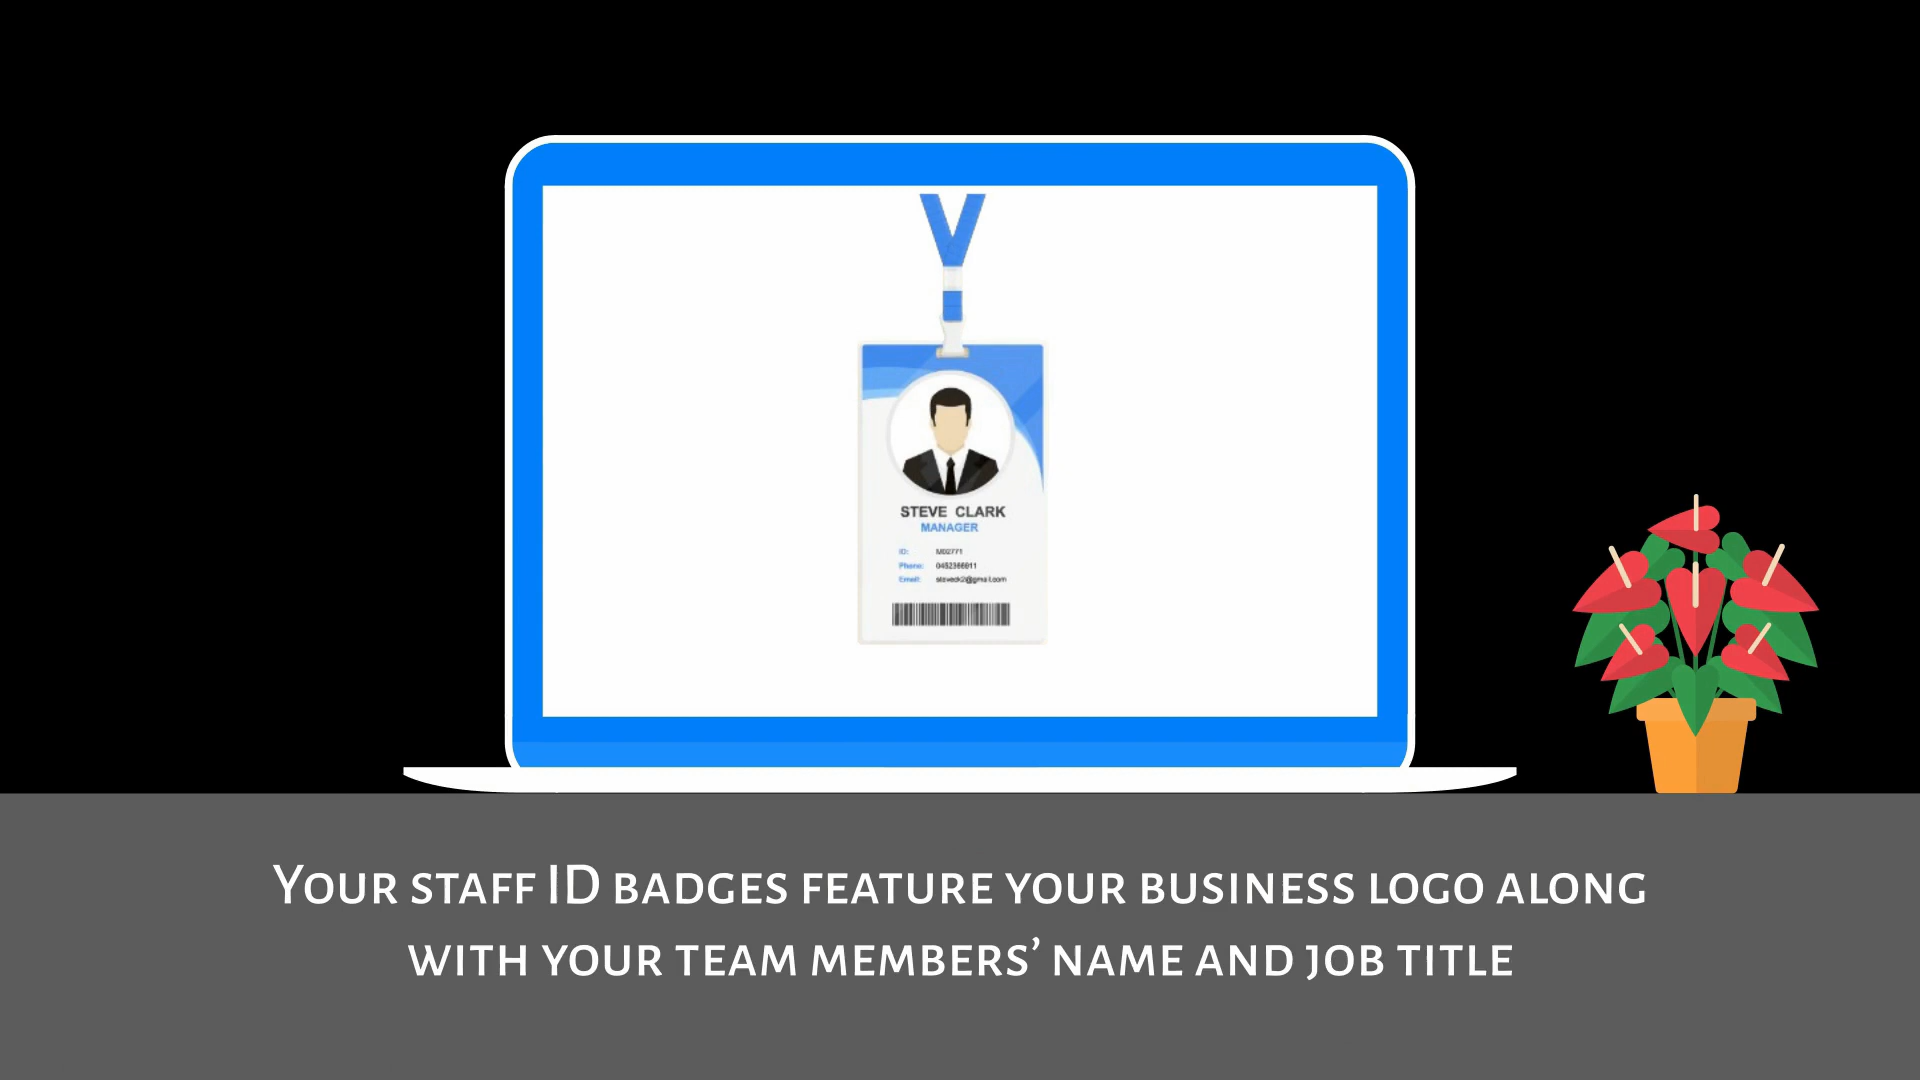 STEVE CLARK
MANAGER
ID: M02771
Phone:
Email:
Your staff ID badges feature your business logo along
with your team members’ name and job title